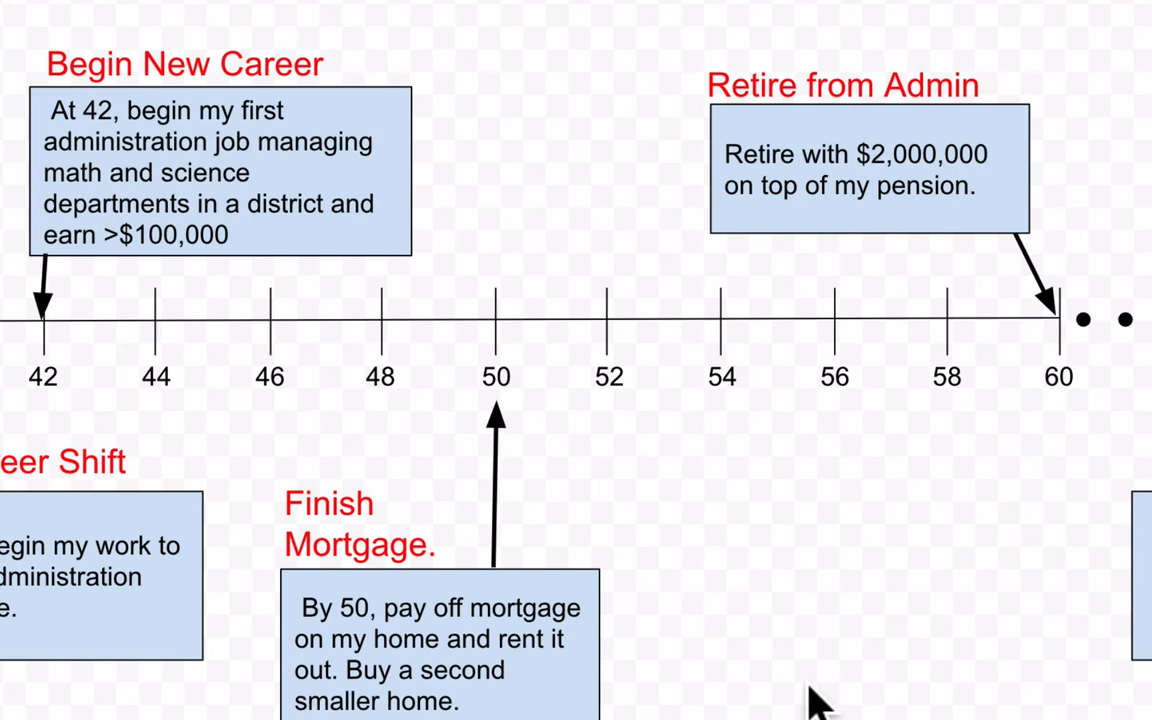 Begin New Career
At 42, begin my first
administration job managing
math and science
departments in a district and
earn >$100,000
Retire from Admin
Retire with $2,000,000
on top of my pension.
42 44 46 48 50 52 54 56 58 60
eer Shift
egin my work to
dministration
e.
Finish
Mortgage.
By 50, pay off mortgage
on my home and rent it
out. Buy a second
smaller home.